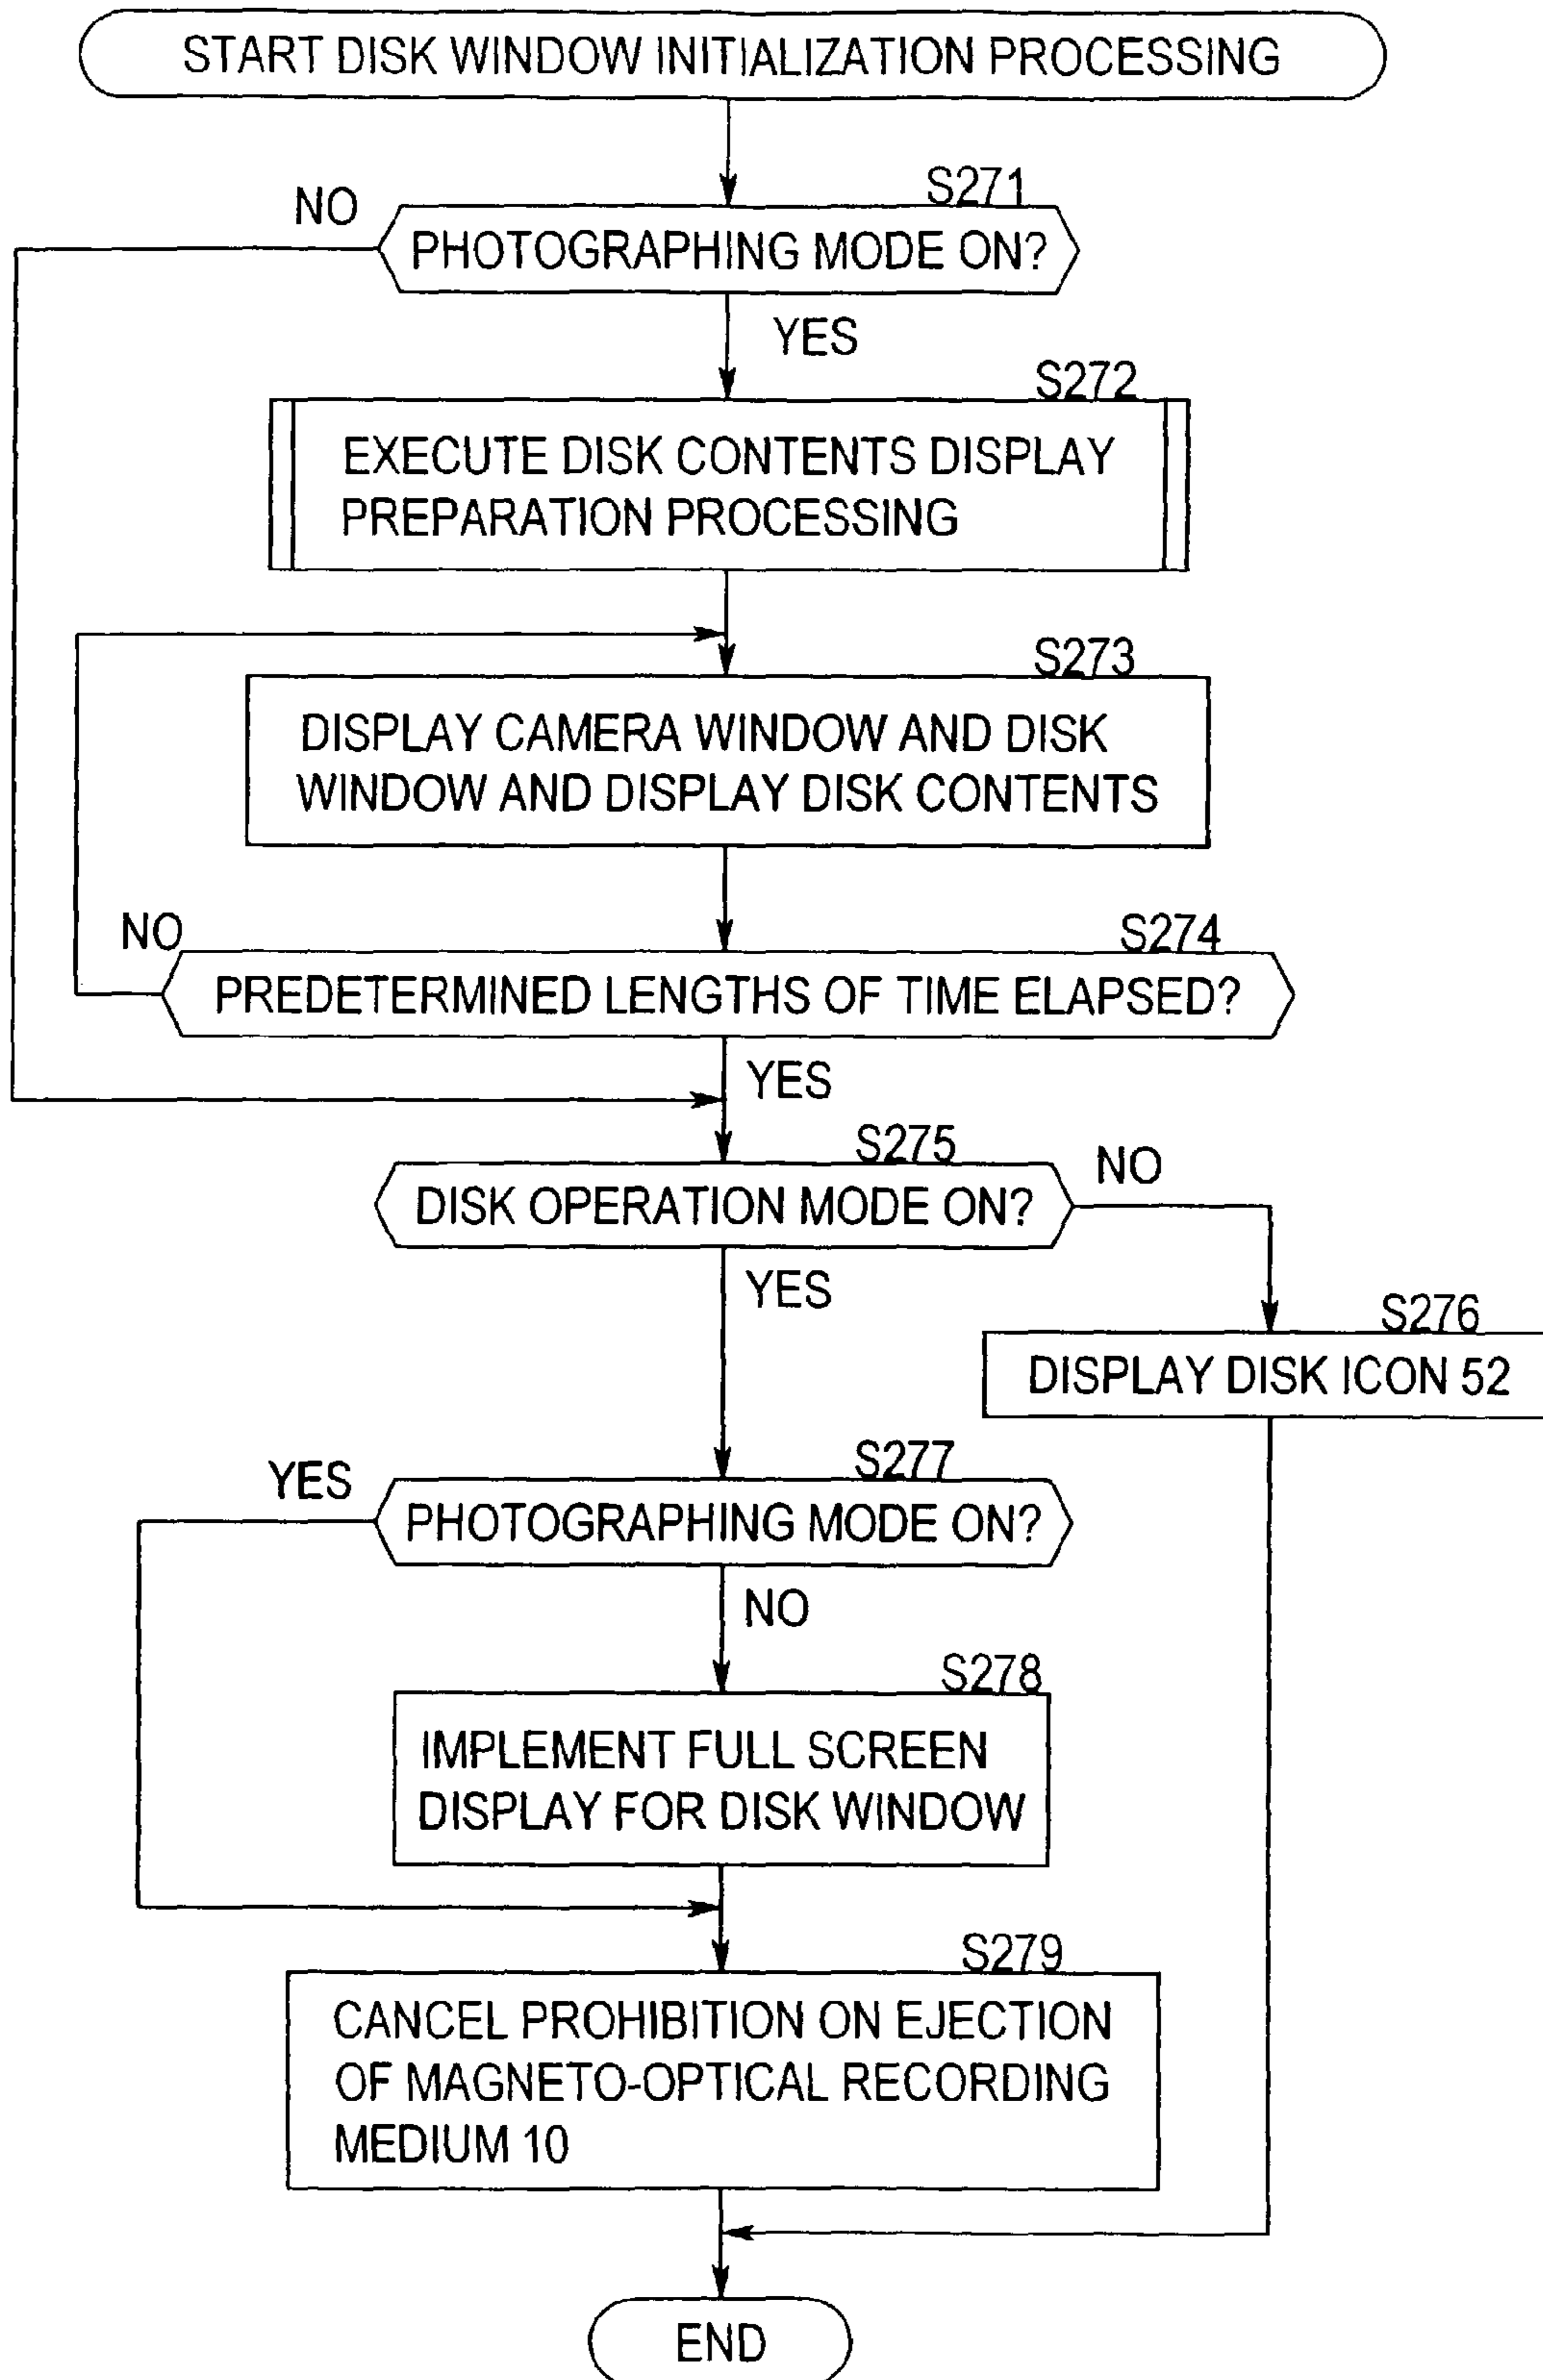 START DISK WINDOW INITIALIZATION PROCESSING
S271
NO
PHOTOGRAPHING MODE ON?
YES
S272
EXECUTE DISK CONTENTS DISPLAY
PREPARATION PROCESSING
S273
DISPLAY CAMERA WINDOW AND DISK
WINDOW AND DISPLAY DISK CONTENTS
NO
S274
PREDETERMINED LENGTHS OF TIME ELAPSED?
YES
S275
NO
DISK OPERATION MODE ON?
YES
S276
DISPLAY DISK ICON 52
S277
YES
PHOTOGRAPHING MODE ON?
NO
S278
IMPLEMENT FULL SCREEN
DISPLAY FOR DISK WINDOW
S279
CANCEL PROHIBITION ON EJECTION
OF MAGNETO-OPTICAL RECORDING
MEDIUM 10
END